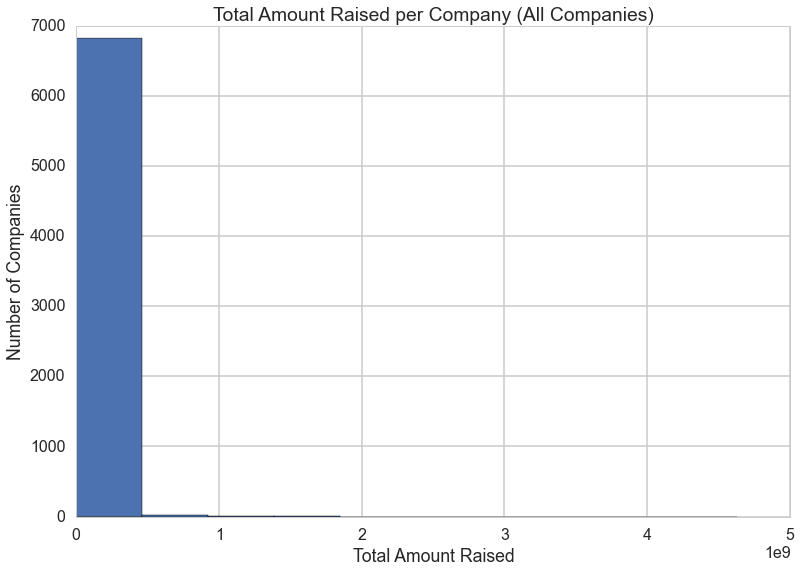 Total Amount Raised per Company (All Companies)
7000
6000
5000
4000
3000
2000
1000
0
Number of Companies
0 1 2 3 4 5
1e9
Total Amount Raised